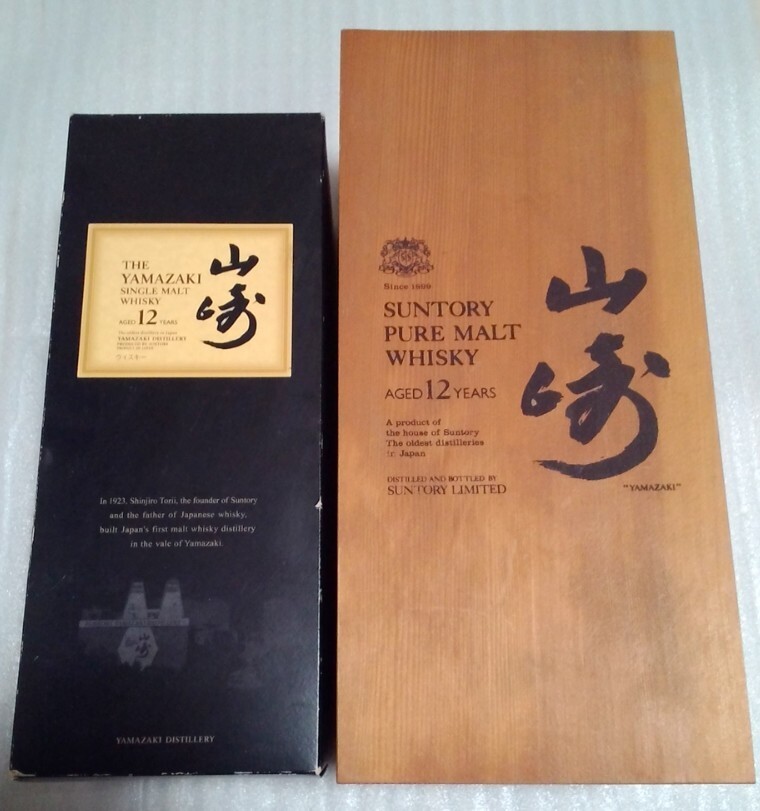 THE
YAMAZAKI
SINGLE MALT
WHISKY
AGED 12 YEARS
YAMAZAKI DISTILLERY
ウイスキー
山崎
In 1923, Shinjiro Torii, the founder of Suntory
and the father of Japanese whisky,
built Japan's first malt whisky distillery
in the vale of Yamazaki.
山崎
YAMAZAKI DISTILLERY
Since 1899
SUNTORY
PURE MALT
WHISKY
AGED 12 YEARS
A product of
the house of Suntory
The oldest distilleries
in Japan
DISTILLED AND BOTTLED BY
SUNTORY LIMITED
山崎
"YAMAZAKI"